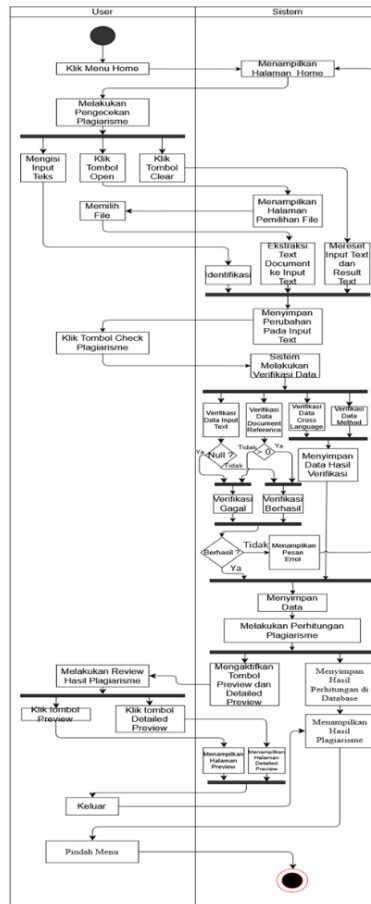 User
Sistem
Klik Menu Home
Menampilkan
Halaman Home
Melakukan
Pengecekan
Plagiarisme
Mengisi
Input
Teks
Klik
Tombol
Open
Klik
Tombol
Clear
Memilih
File
Menampilkan
Halaman
Pemilihan File
Identifikasi
Ekstraksi
Text
Document
ke Input
Text
Mereset
Input Text
dan
Result
Text
Menyimpan
Perubahan
Pada Input
Text
Klik Tombol Check
Plagiarisme
Sistem
Melakukan
Verifikasi Data
Verifikasi
Data Input
Text
Verifikasi
Data
Document
Reference
Verifikasi
Data
Cross
Language
Verifikasi
Data
Method
Null ?
Tidak
> 0
Ya
Ya
Tidak
Menyimpan
Data Hasil
Verifikasi
Verifikasi
Gagal
Verifikasi
Berhasil
Berhasil ?
Tidak
Menampilkan
Pesan
Error
Ya
Menyimpan
Data
Melakukan Perhitungan
Plagiarisme
Melakukan Review
Hasil Plagiarisme
Mengaktifkan
Tombol
Preview dan
Detailed
Preview
Menyimpan
Hasil
Perhitungan di
Database
Klik tombol
Preview
Klik tombol
Detailed
Preview
Menampilkan
Hasil
Plagiarisme
Menampilkan
Halaman
Preview
Menampilkan
Halaman
Detailed
Preview
Keluar
Pindah Menu